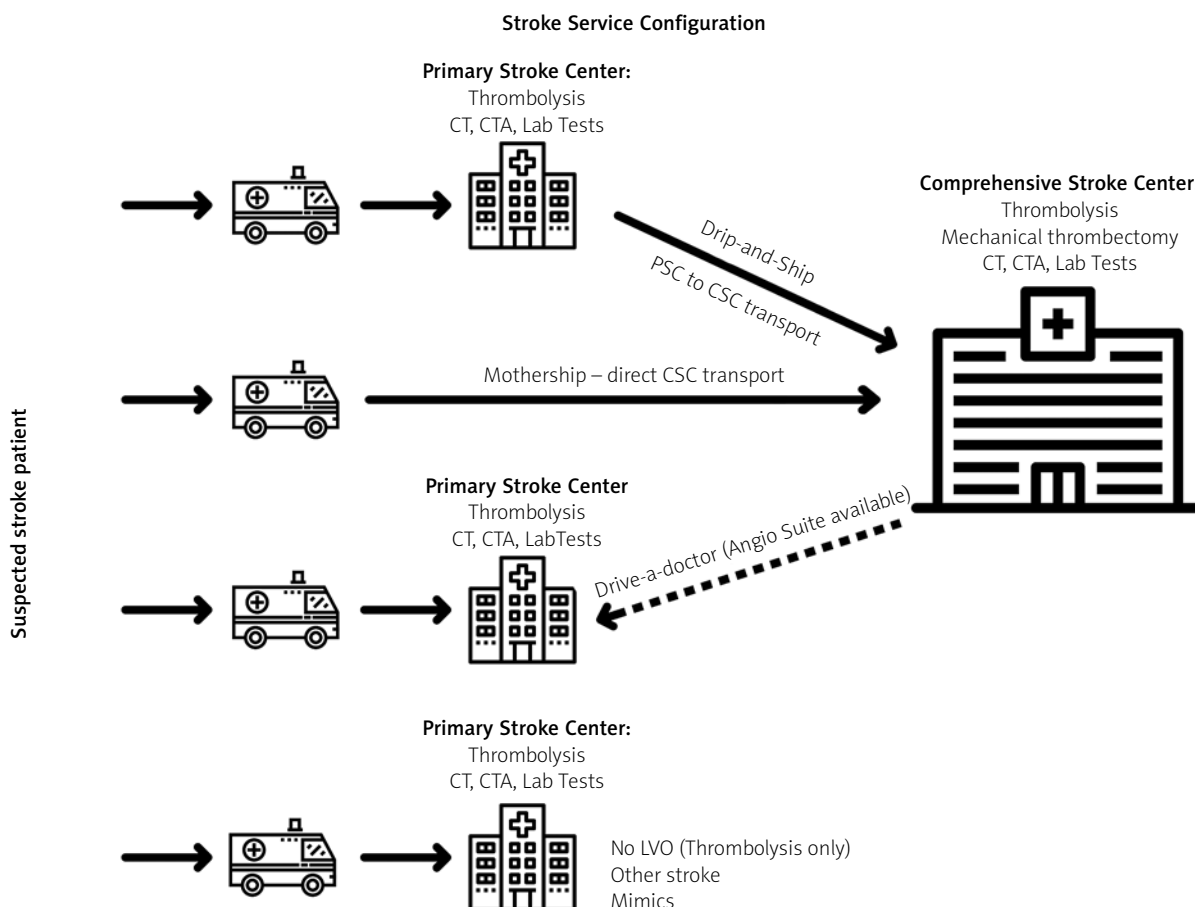 Stroke Service Configuration
Primary Stroke Center:
Thrombolysis
CT, CTA, Lab Tests
Comprehensive Stroke Center
Thrombolysis
Mechanical thrombectomy
CT, CTA, Lab Tests
Drip-and-Ship
PSC to CSC transport
Mothership – direct CSC transport
Suspected stroke patient
Primary Stroke Center
Thrombolysis
CT, CTA, LabTests
Drive-a-doctor (Angio Suite available)
Primary Stroke Center:
Thrombolysis
CT, CTA, Lab Tests
No LVO (Thrombolysis only)
Other stroke
Mimics